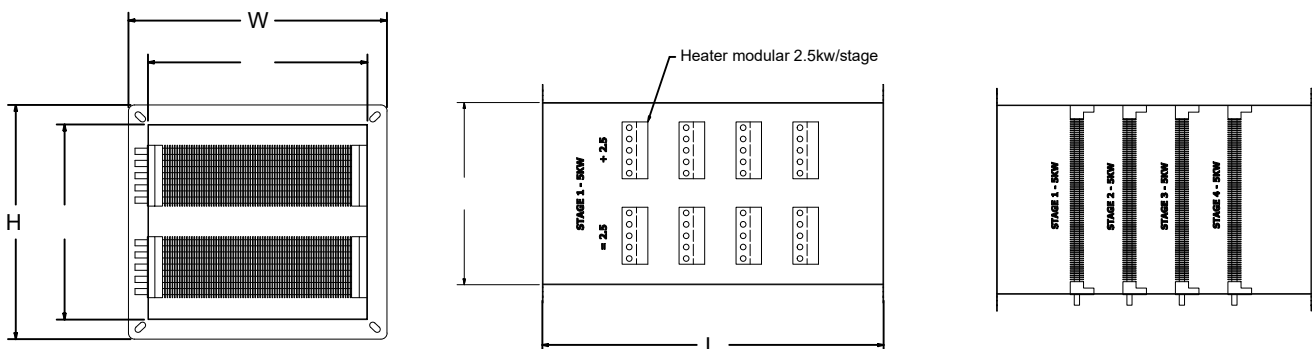 W
H
Heater modular 2.5kw/stage
STAGE 1 - 5KW
= 2.5 + 2.5
L
STAGE 1 - 5KW
STAGE 2 - 5KW
STAGE 3 - 5KW
STAGE 4 - 5KW